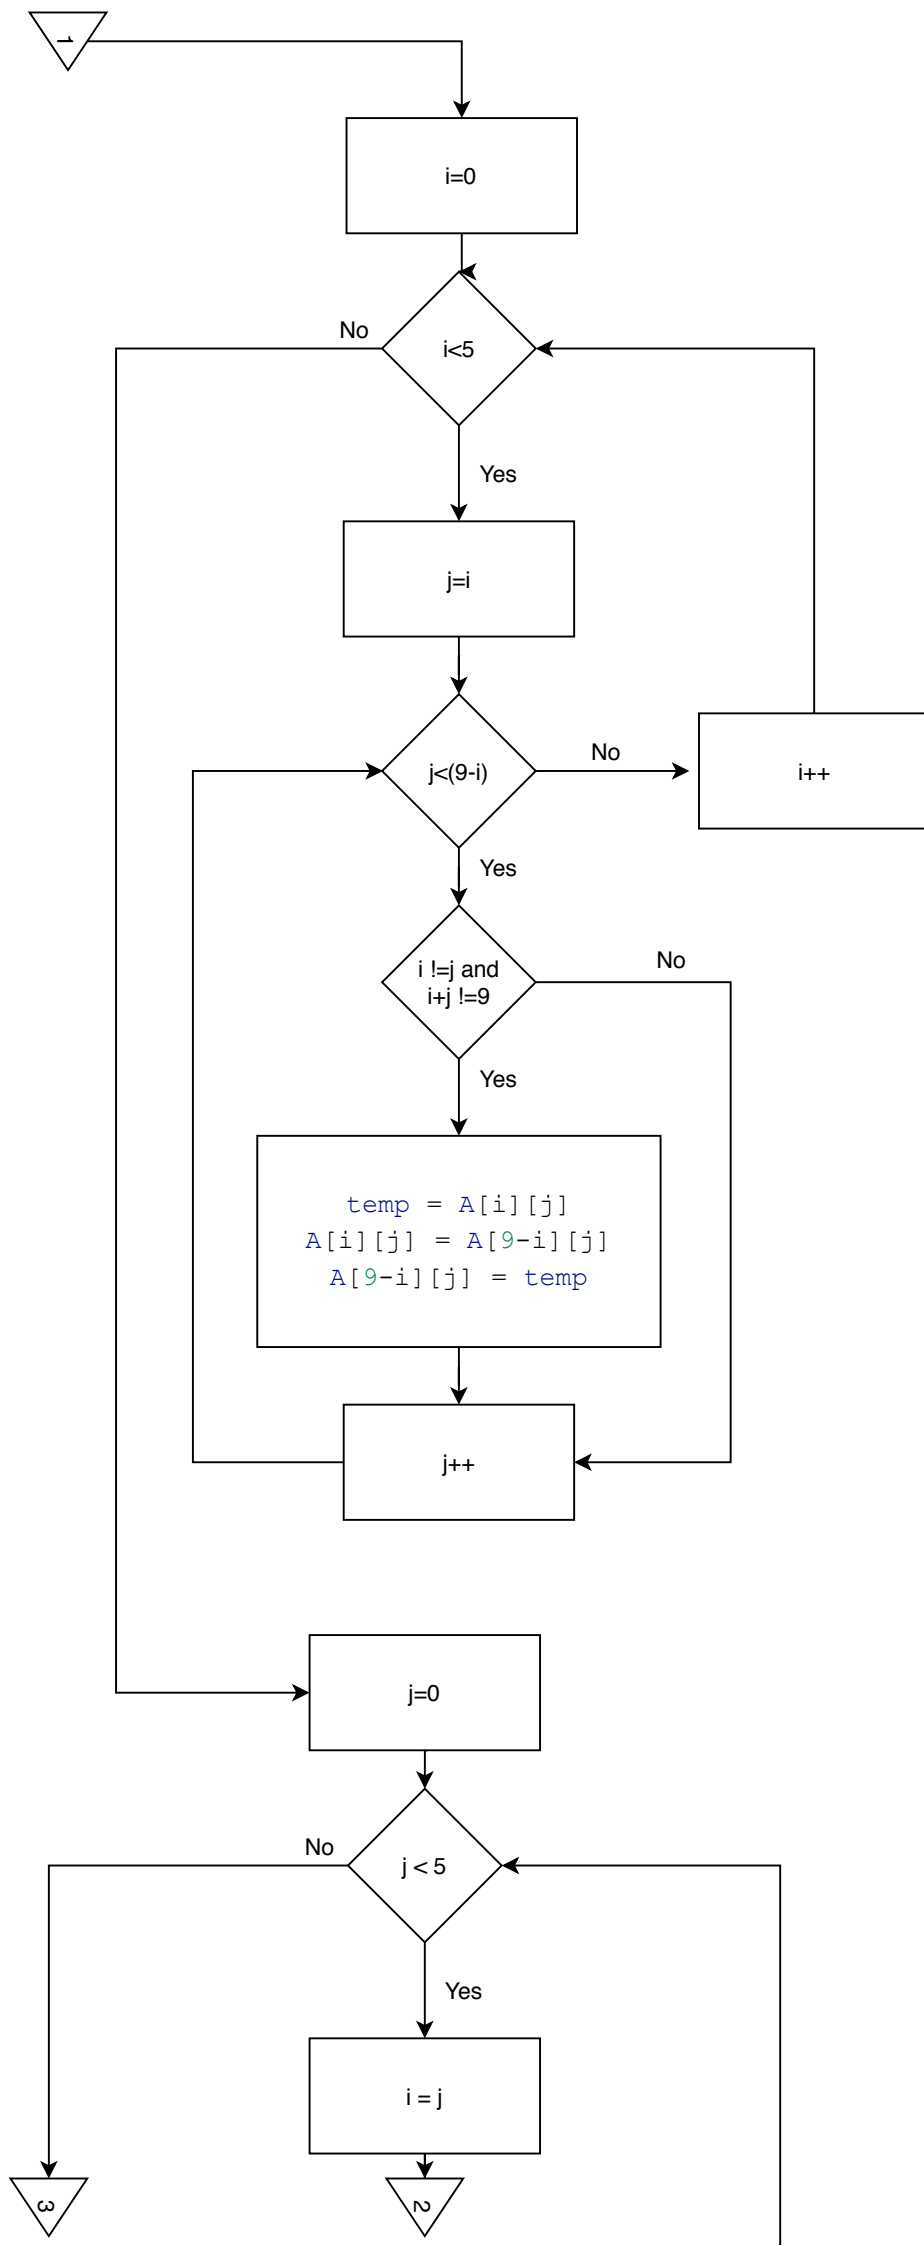 1
i=0
No
i<5
Yes
j=i
j<(9-i)
No
i++
Yes
i !=j and
i+j !=9
No
Yes
temp = A[i][j]
A[i][j] = A[9-i][j]
A[9-i][j] = temp
j++
j=0
No
j < 5
Yes
i = j
3
2